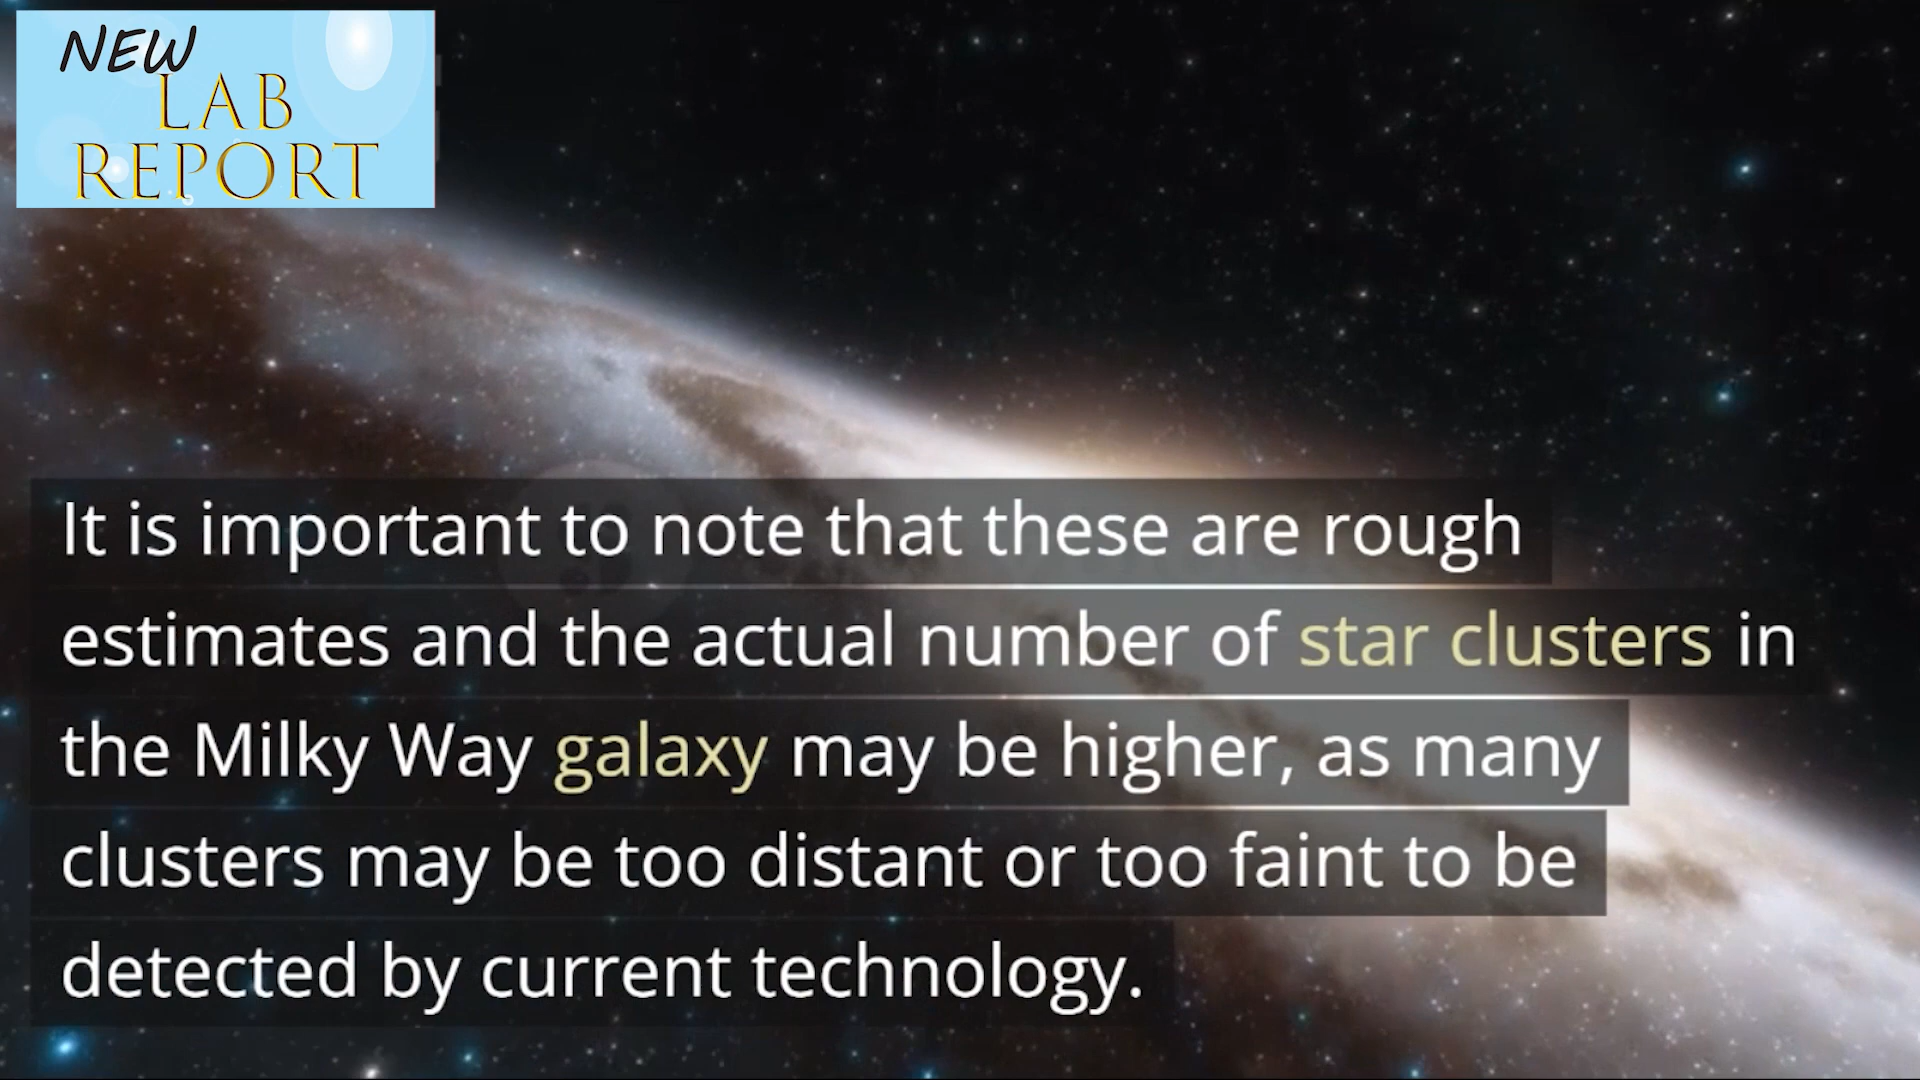 NEW
LAB
REPORT
It is important to note that these are rough
estimates and the actual number of star clusters in
the Milky Way galaxy may be higher, as many
clusters may be too distant or too faint to be
detected by current technology.